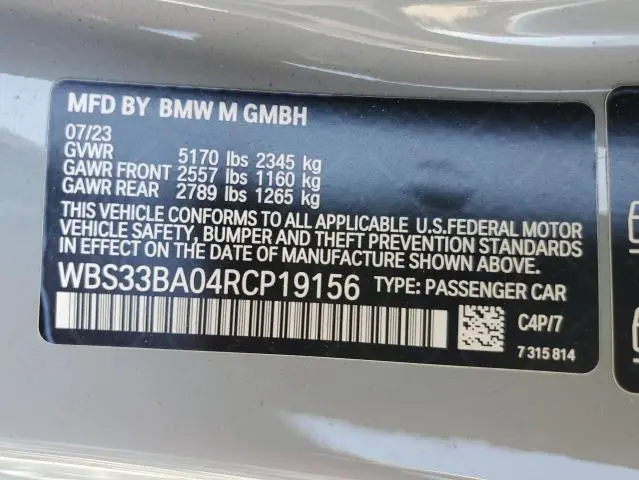 MFD BY BMW M GMBH
07/23
GVWR 5170 lbs 2345 kg
GAWR FRONT 2557 lbs 1160 kg
GAWR REAR 2789 lbs 1265 kg
THIS VEHICLE CONFORMS TO ALL APPLICABLE U.S.FEDERAL MOTOR
VEHICLE SAFETY, BUMPER AND THEFT PREVENTION STANDARDS
IN EFFECT ON THE DATE OF MANUFACTURE SHOWN ABOVE.
WBS33BA04RCP19156 TYPE: PASSENGER CAR
C4P/7
7 315 814